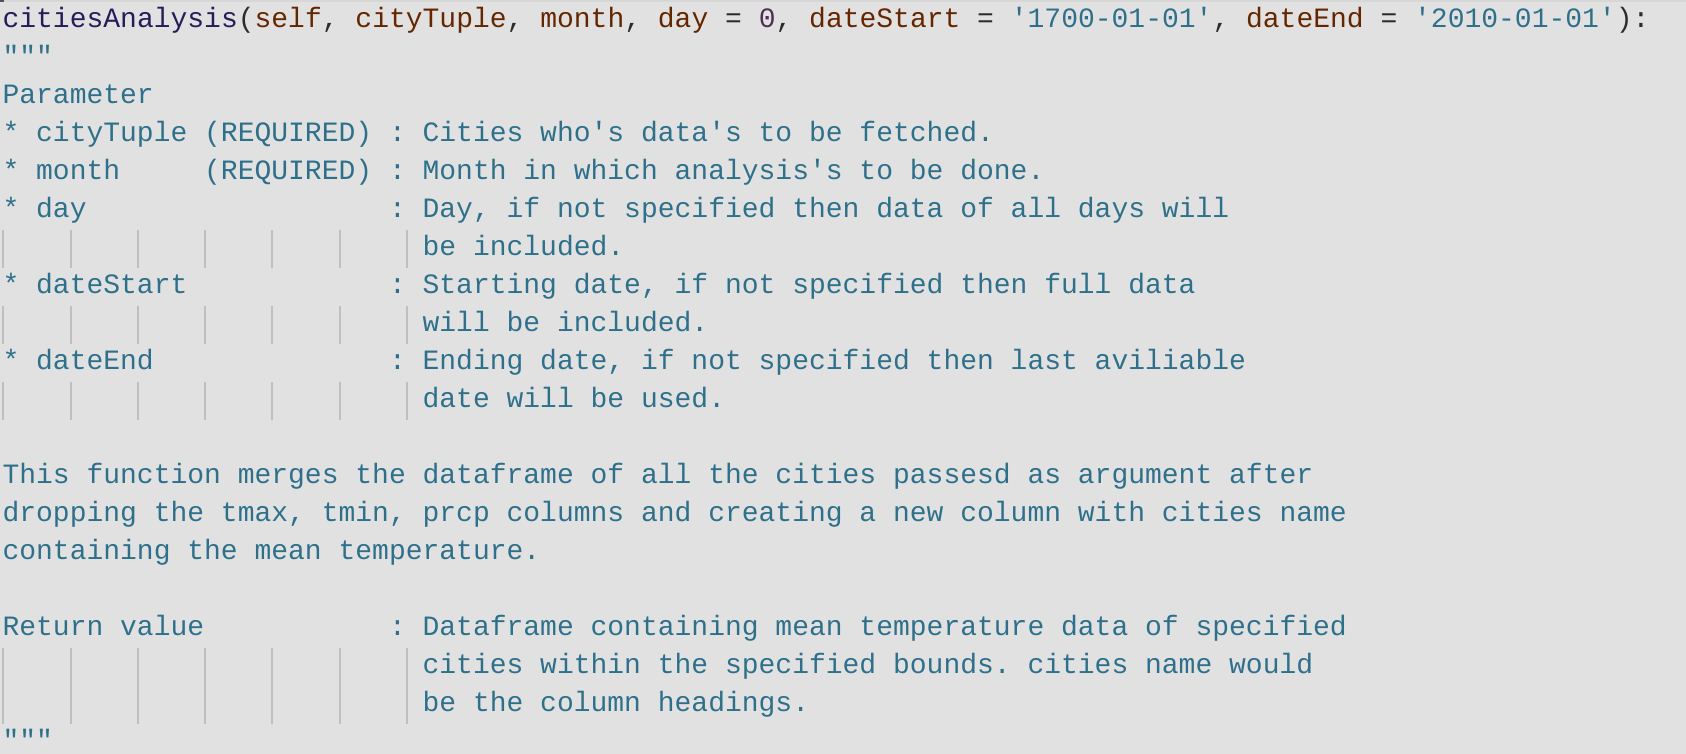 citiesAnalysis(self, cityTuple, month, day = 0, dateStart = '1700-01-01', dateEnd = '2010-01-01'):
"""
Parameter
* cityTuple (REQUIRED) : Cities who's data's to be fetched.
* month     (REQUIRED) : Month in which analysis's to be done.
* day                  : Day, if not specified then data of all days will
                         be included.
* dateStart            : Starting date, if not specified then full data
                         will be included.
* dateEnd              : Ending date, if not specified then last aviliable
                         date will be used.

This function merges the dataframe of all the cities passesd as argument after
dropping the tmax, tmin, prcp columns and creating a new column with cities name
containing the mean temperature.

Return value           : Dataframe containing mean temperature data of specified
                         cities within the specified bounds. cities name would
                         be the column headings.
"""